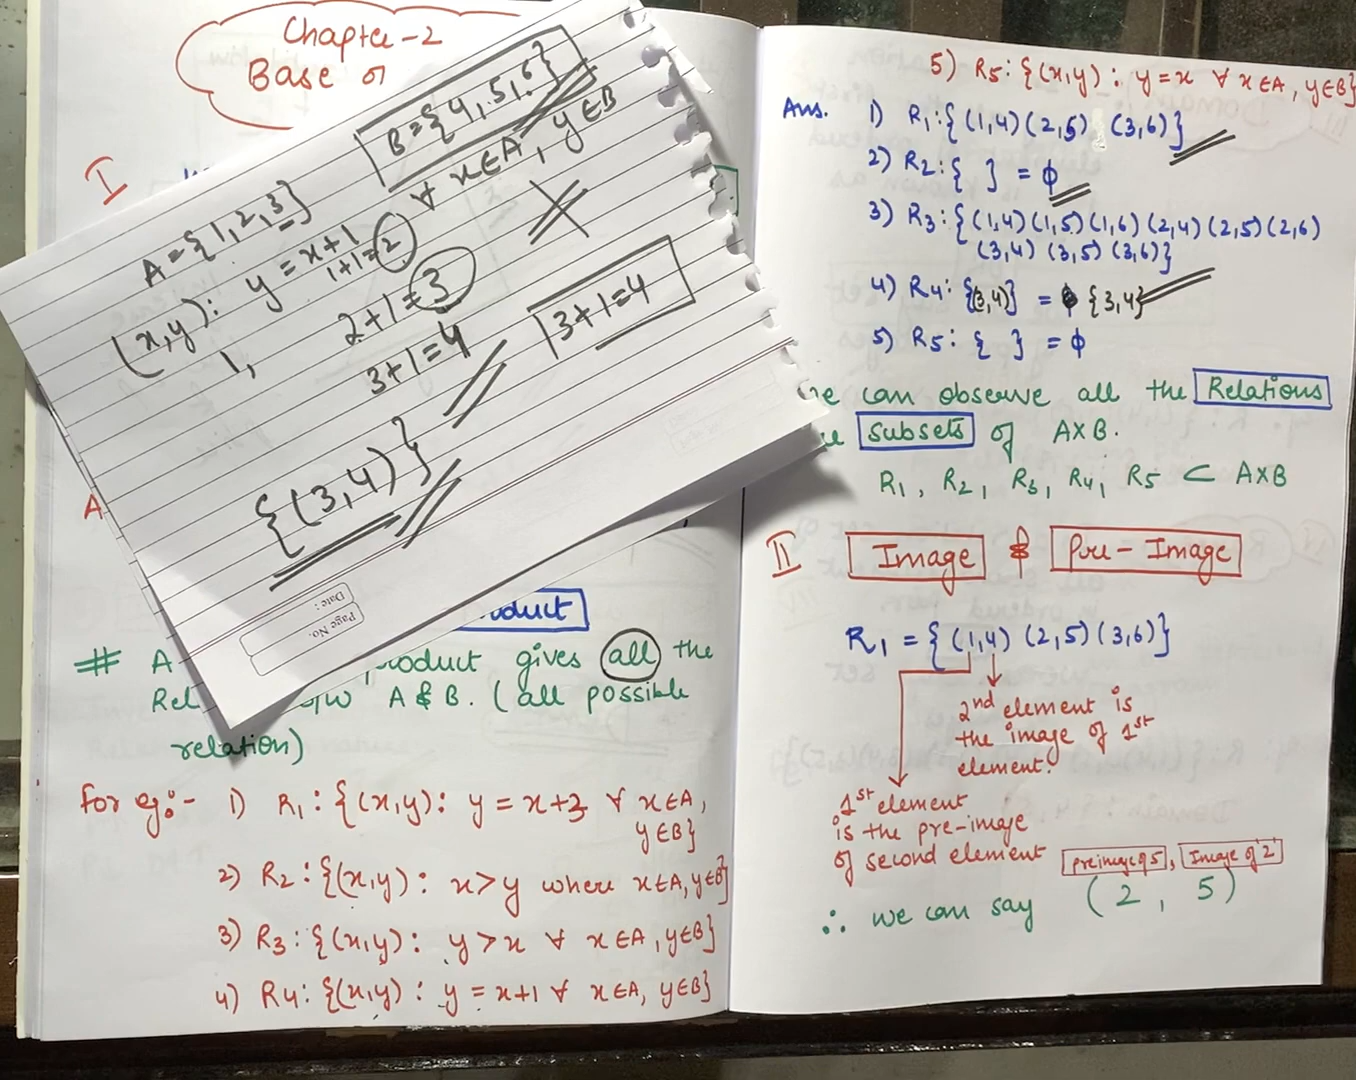 Chapter-2
Base of
I
A = {1,2,3}
B = {4,5,6}
(x,y) : y = x+1 ∀ x∈A, y∈B
1+1=2
1,
2+1=3
3+1=4
3+1=4
{(3,4)}
Page No.
Date:
A
# A product gives all the
Rel b/w A & B. (all possible
relation)
For eg:- 1) R1 : {(x,y) : y = x+3 ∀ x∈A,
y∈B}
2) R2 : {(x,y) : x>y where x∈A, y∈B}
3) R3 : {(x,y) : y>x ∀ x∈A, y∈B}
4) R4 : {(x,y) : y = x+1 ∀ x∈A, y∈B}
5) R5 : {(x,y) : y = x ∀ x∈A, y∈B}
Ans. 1) R1 : { (1,4) (2,5) (3,6)}
2) R2 : { } = ϕ
3) R3 : { (1,4) (1,5) (1,6) (2,4) (2,5) (2,6)
(3,4) (3,5) (3,6)}
4) R4 : {(3,4)} = {3,4}
5) R5 : { } = ϕ
we can observe all the Relations
Subsets of A×B.
R1, R2, R3, R4, R5 ⊂ A×B
II Image & Pre-Image
R1 = { (1,4) (2,5) (3,6)}
2nd element is
the image of 1st
element.
1st element
is the pre-image
of second element
preimage of 5, Image of '2'
∴ we can say (2, 5)